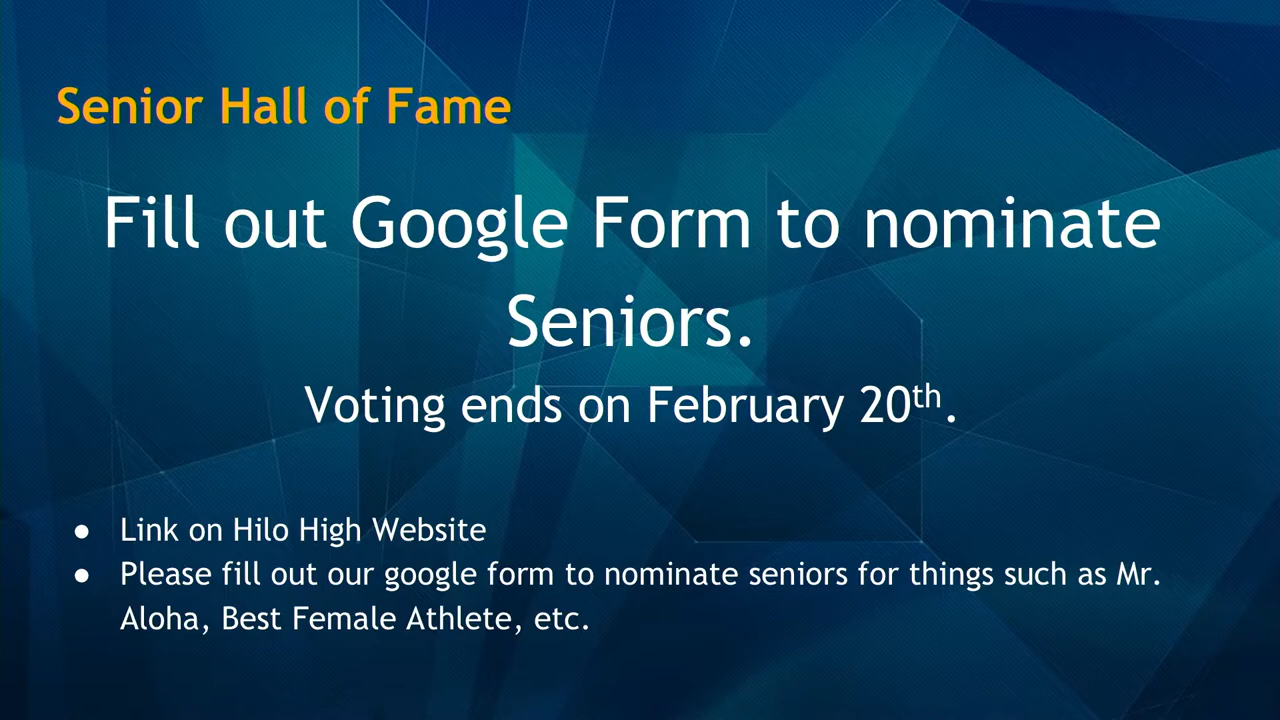 Senior Hall of Fame
Fill out Google Form to nominate
Seniors.
Voting ends on February 20th.
● Link on Hilo High Website
● Please fill out our google form to nominate seniors for things such as Mr.
Aloha, Best Female Athlete, etc.